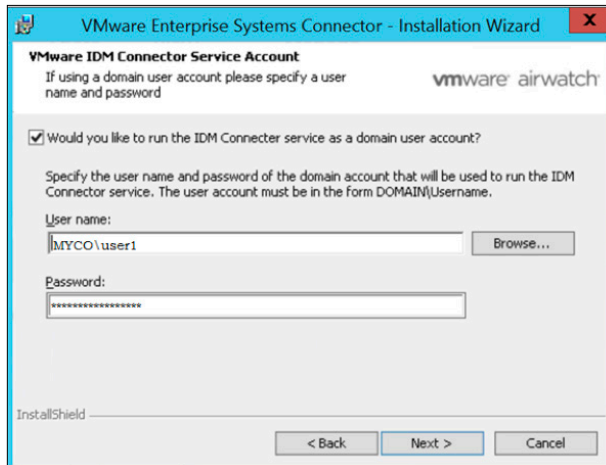 VMware Enterprise Systems Connector - Installation Wizard
X
VMware IDM Connector Service Account
If using a domain user account please specify a user
name and password
vmware airwatch
Would you like to run the IDM Connecter service as a domain user account?
Specify the user name and password of the domain account that will be used to run the IDM
Connector service. The user account must be in the form DOMAIN\Username.
User name:
MYCO\user1
Browse...
Password:
*****************
InstallShield
< Back
Next >
Cancel